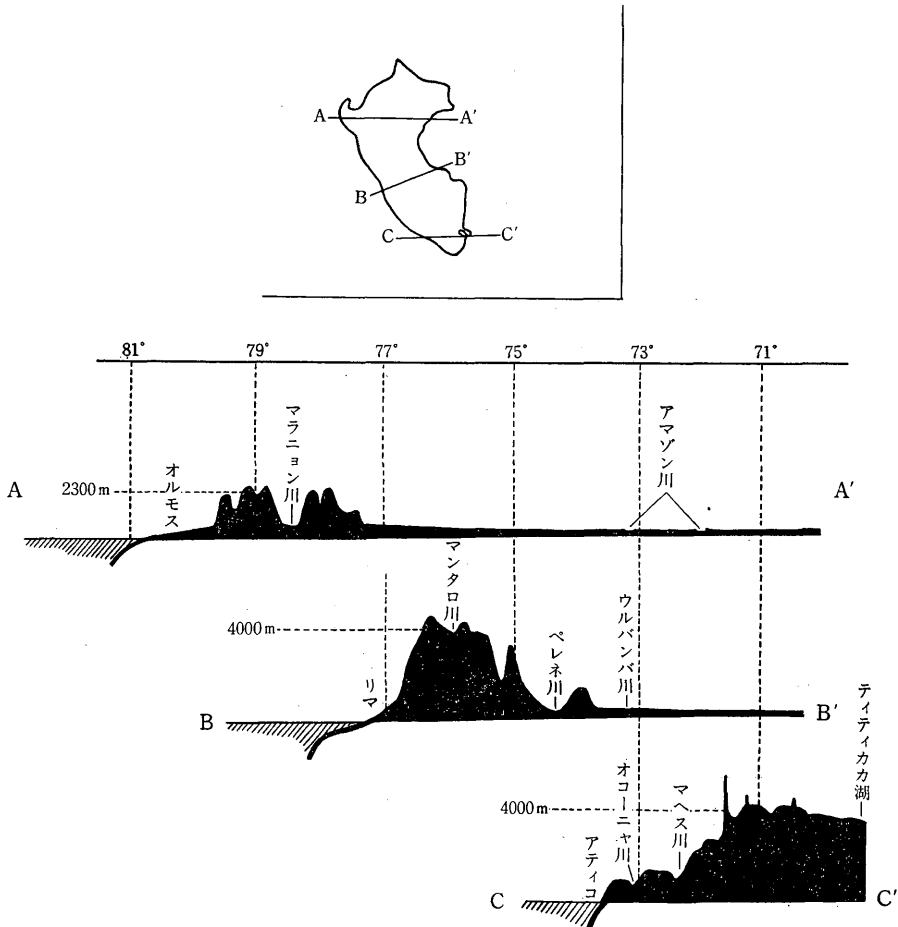 A
A′
B′
B
C
C′
81°
79°
77°
75°
73°
71°
A
2300m
オルモス
マラニョン川
アマゾン川
A′
4000m
マンタロ川
リマ
ペレネ川
ウルバンバ川
B
B′
ティティカカ湖
4000m
アティコ
オコーニャ川
マヘス川
C
C′